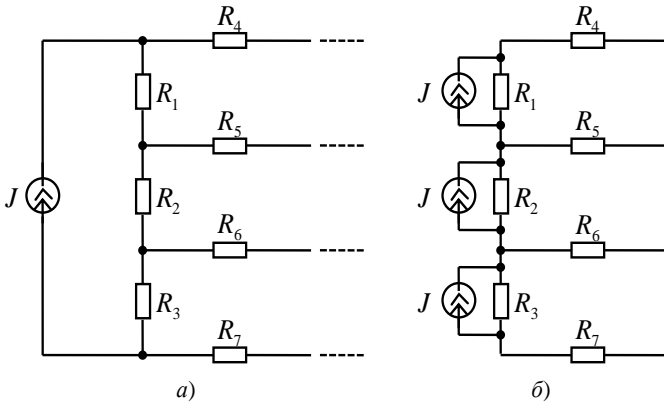 R4 R4
J R1 J R1
R5 R5
J R2 J R2
R6 R6
R3 J R3
R7 R7
а) б)